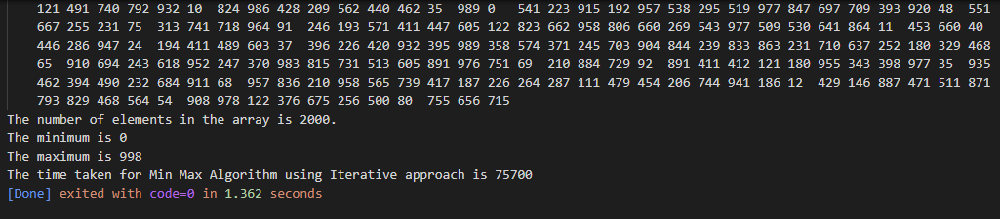 121 491 740 792 932 10 824 986 428 209 562 440 462 35 989 0 541 223 915 192 957 538 295 519 977 847 697 709 393 920 48 551
667 255 231 75 313 741 718 964 91 246 193 571 411 447 605 122 823 662 958 806 660 269 543 977 509 530 641 864 11 453 660 40
446 286 947 24 194 411 489 603 37 396 226 420 932 395 989 358 574 371 245 703 904 844 239 833 863 231 710 637 252 180 329 468
65 910 694 243 618 952 247 370 983 815 731 513 605 891 976 751 69 210 884 729 92 891 411 412 121 180 955 343 398 977 35 935
462 394 490 232 684 911 68 957 836 210 958 565 739 417 187 226 264 287 111 479 454 206 744 941 186 12 429 146 887 471 511 871
793 829 468 564 54 908 978 122 376 675 256 500 80 755 656 715
The number of elements in the array is 2000.
The minimum is 0
The maximum is 998
The time taken for Min Max Algorithm using Iterative approach is 75700
[Done] exited with code=0 in 1.362 seconds